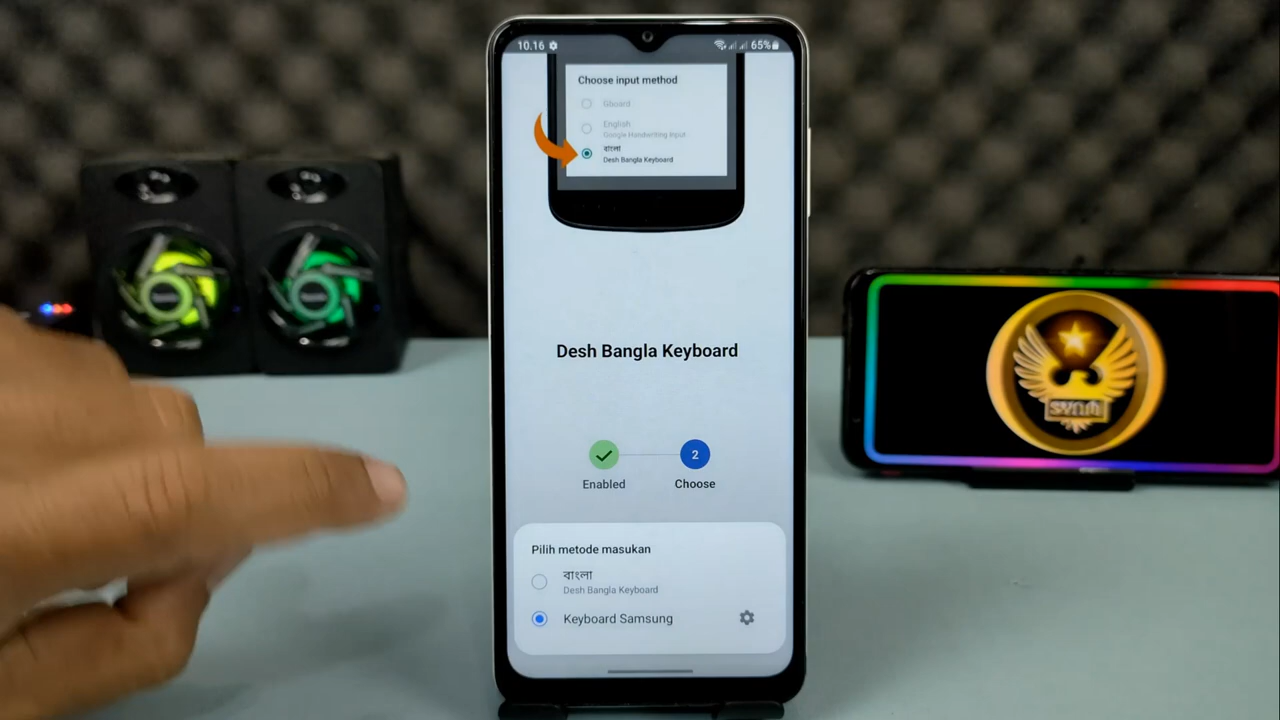 10.16
65%
Choose input method
Gboard
English
Google Handwriting Input
বাংলা
Desh Bangla Keyboard
Desh Bangla Keyboard
2
Enabled
Choose
Pilih metode masukan
বাংলা
Desh Bangla Keyboard
Keyboard Samsung